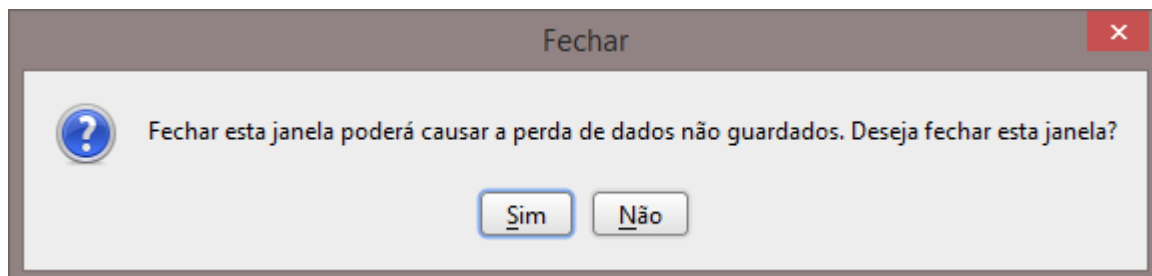 Fechar
Fechar esta janela poderá causar a perda de dados não guardados. Deseja fechar esta janela?
Sim Não